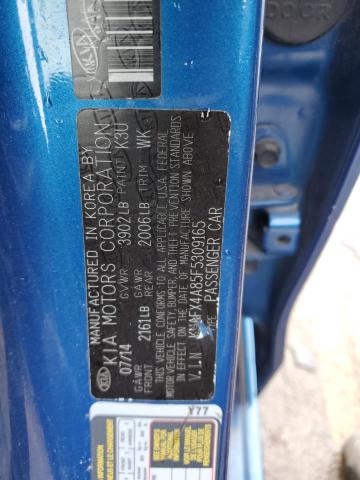 MANUFACTURED IN KOREA BY
KIA MOTORS CORPORATION
07/14 GVWR 3902LB PAINT K3U
GAWR FRONT 2161LB GAWR REAR 2006LB TRIM WK
THIS VEHICLE CONFORMS TO ALL APPLICABLE U.S.A. FEDERAL
MOTOR VEHICLE SAFETY, BUMPER, AND THEFT PREVENTION STANDARDS
IN EFFECT ON THE DATE OF MANUFACTURE SHOWN ABOVE
V.I.N
TYPE: PASSENGER CAR
Y77